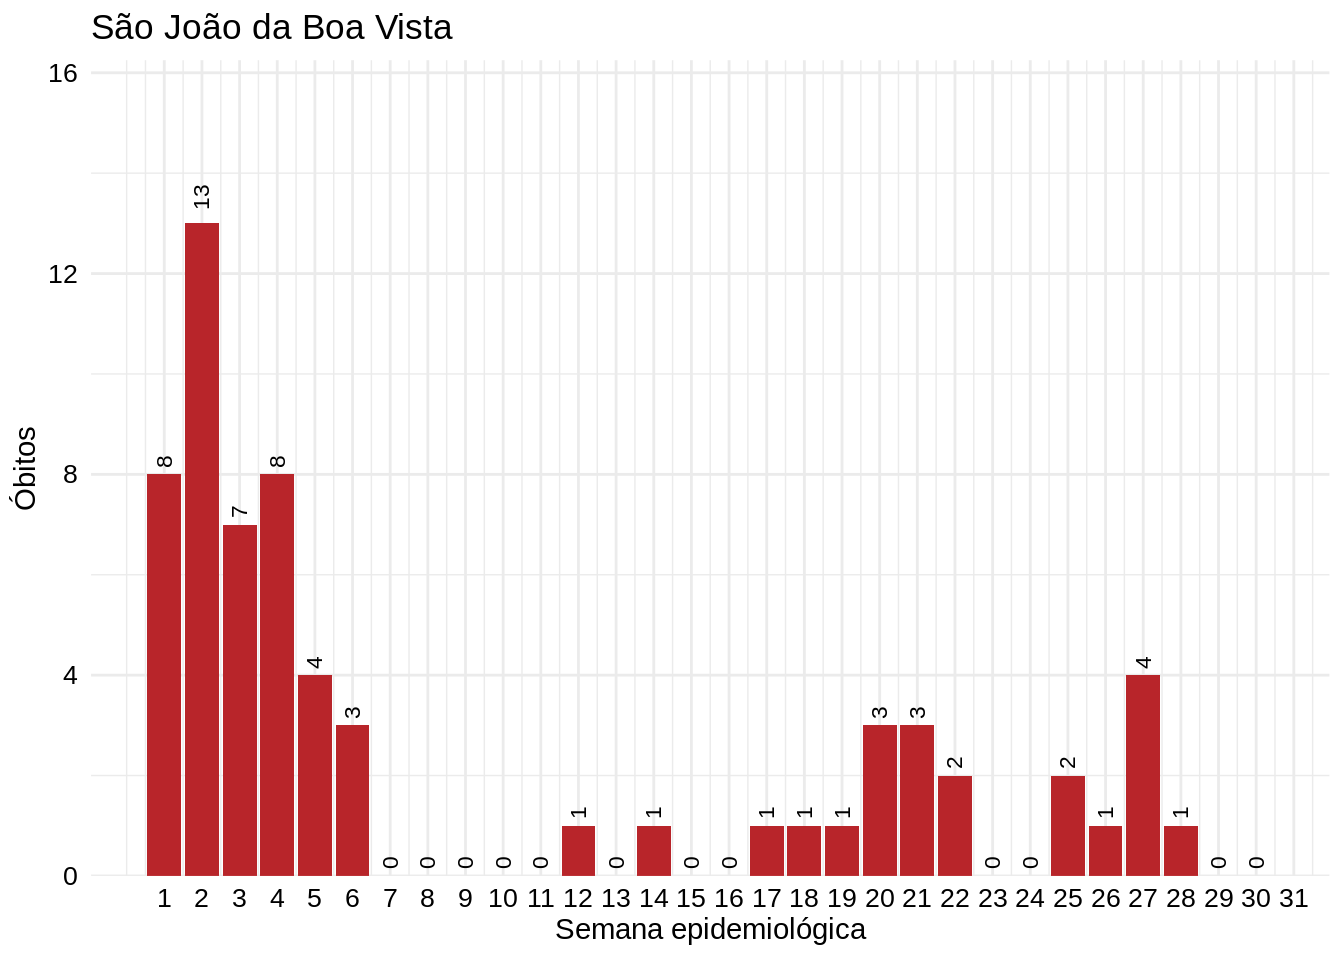 São João da Boa Vista
16
12
8
4
0
Óbitos
8 13 7 8 4 3 0 0 0 0 0 1 0 1 0 0 1 1 1 3 3 2 0 0 2 1 4 1 0 0
1 2 3 4 5 6 7 8 9 10 11 12 13 14 15 16 17 18 19 20 21 22 23 24 25 26 27 28 29 30 31
Semana epidemiológica